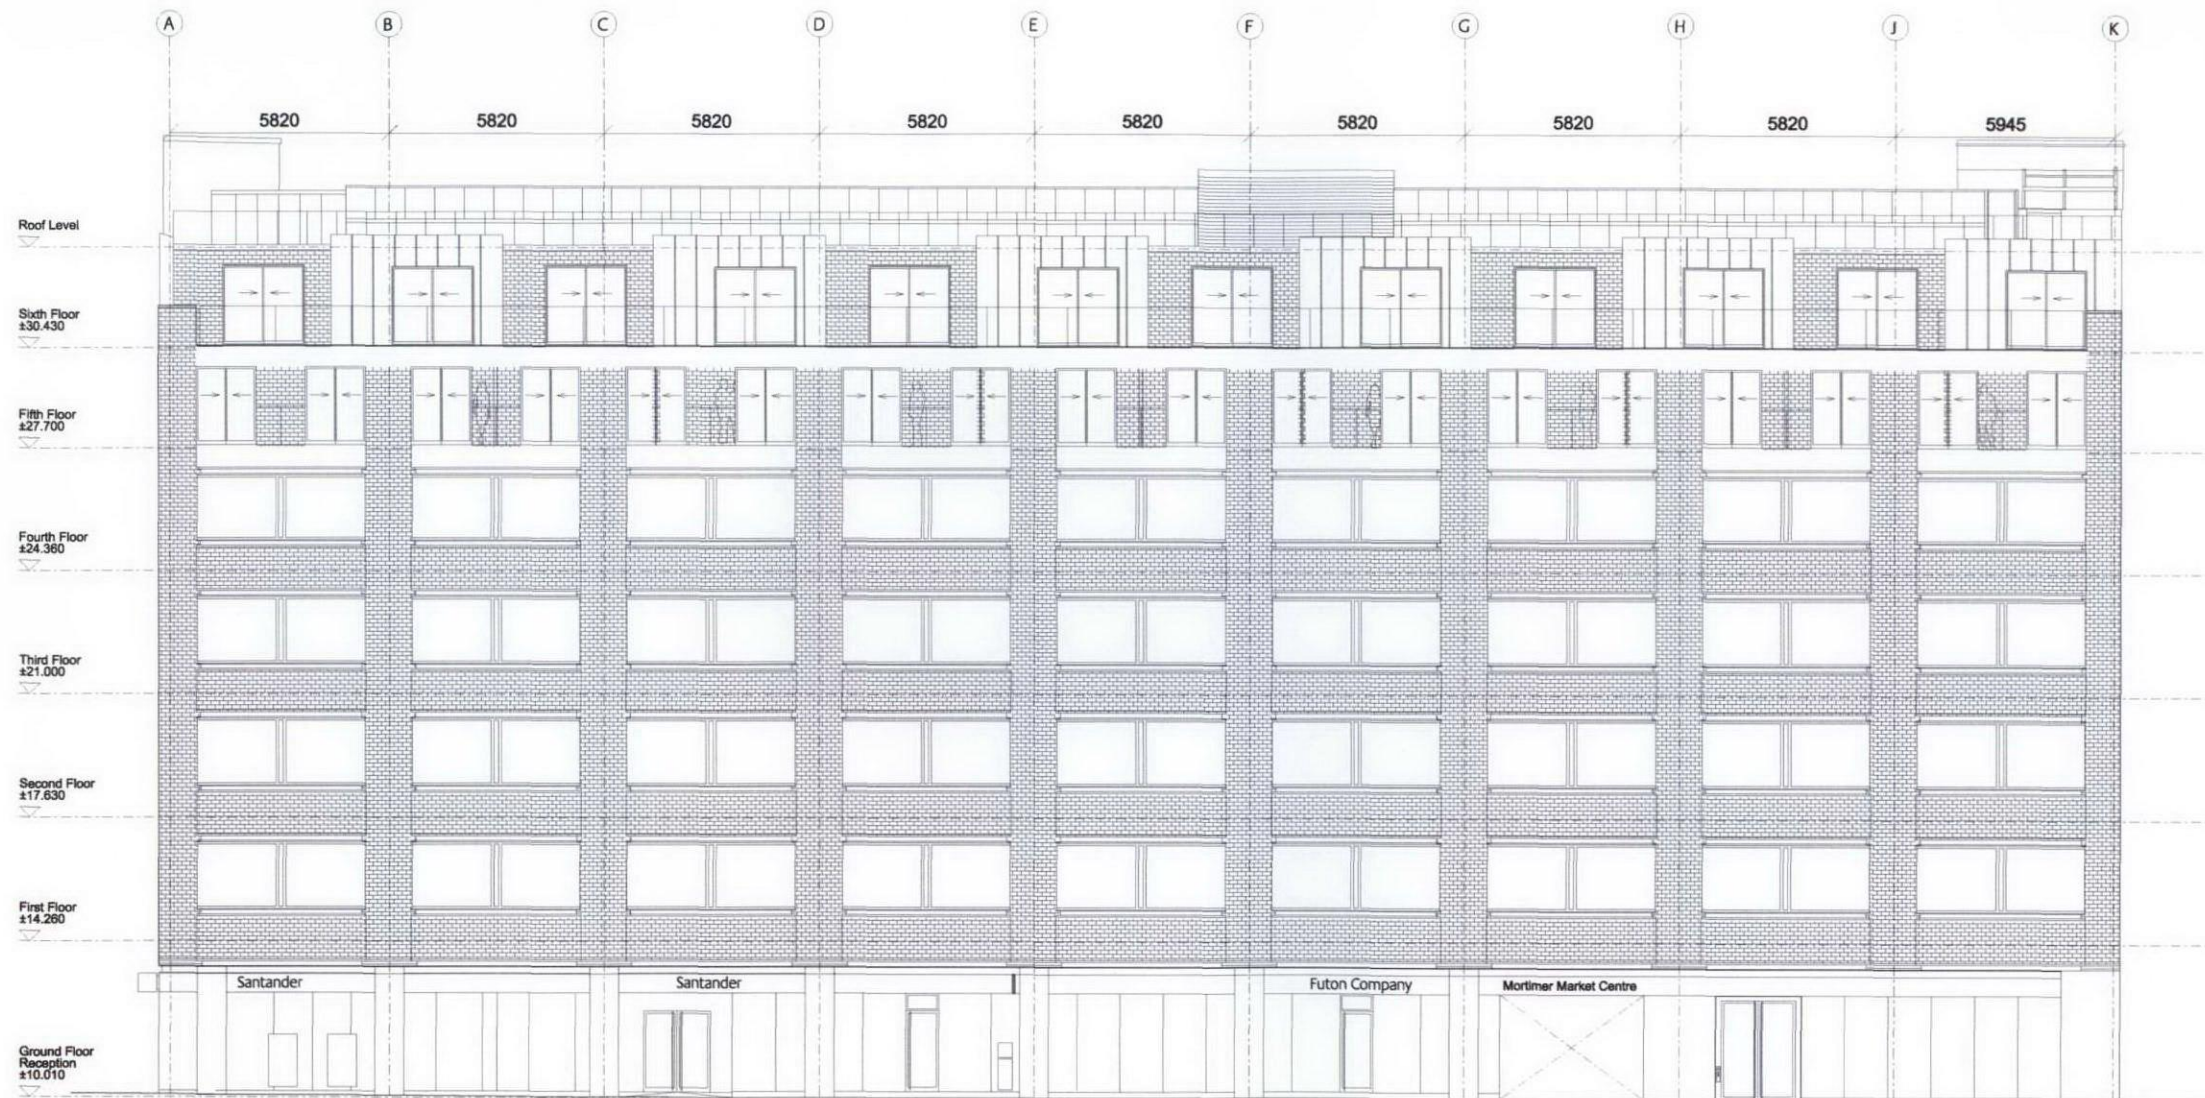 A B C D E F G H J K
5820 5820 5820 5820 5820 5820 5820 5820 5945
Roof Level
Sixth Floor
±30.430
Fifth Floor
±27.700
Fourth Floor
±24.360
Third Floor
±21.000
Second Floor
±17.630
First Floor
±14.260
Santander Santander Futon Company Mortimer Market Centre
Ground Floor
Reception
±10.010